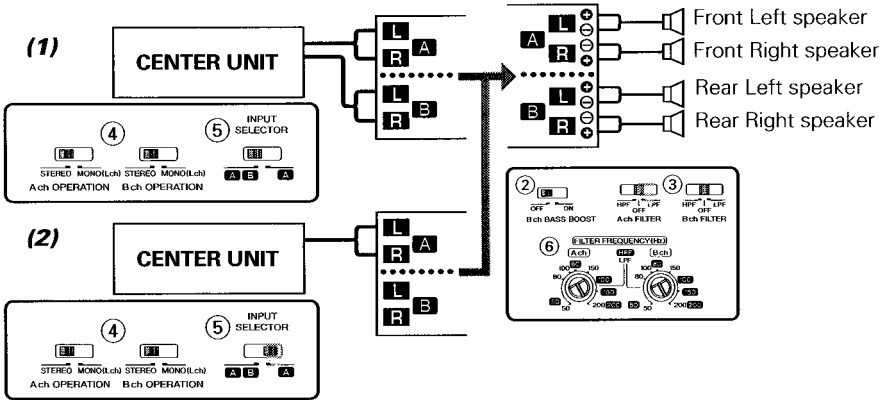 (1)
CENTER UNIT
L
R
A
L
R
B
A
L
R
B
L
R
Front Left speaker
Front Right speaker
Rear Left speaker
Rear Right speaker
4
5
INPUT SELECTOR
STEREO MONO(Lch) STEREO MONO(Lch)
A B A
A ch OPERATION B ch OPERATION
(2)
CENTER UNIT
L
R
A
L
R
B
4
5
INPUT SELECTOR
STEREO MONO(Lch) STEREO MONO(Lch)
A B A
A ch OPERATION B ch OPERATION
2
OFF ON
B ch BASS BOOST
HPF OFF LPF
A ch FILTER
3
HPF OFF LPF
B ch FILTER
6
FILTER FREQUENCY(Hz)
A ch HPF LPF B ch
80 100 150 200 50
80 100 150 200 50